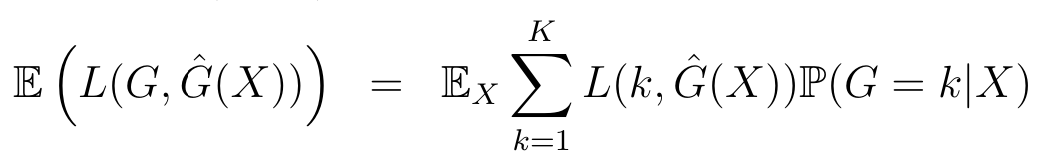 𝔼 (L(G, Ĝ(X))) = 𝔼_X ∑_{k=1}^{K} L(k, Ĝ(X))ℙ(G = k|X)